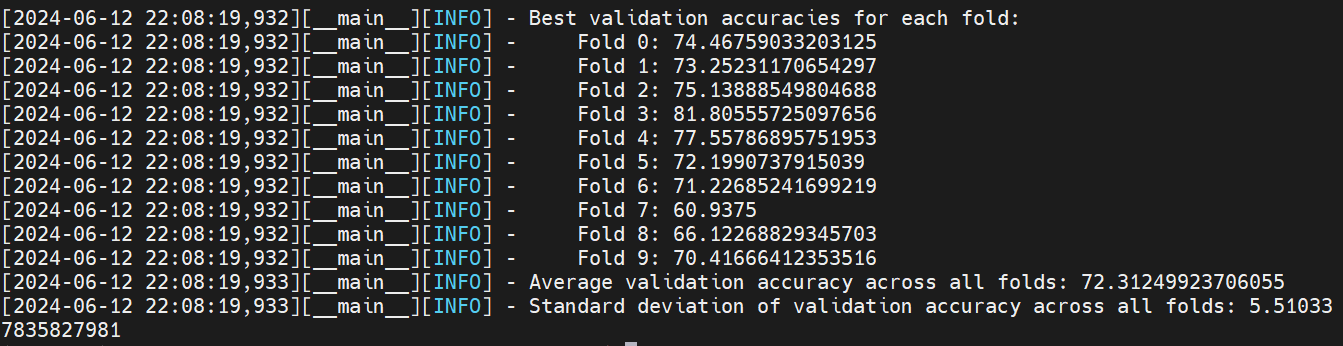 [2024-06-12 22:08:19,932][__main__][INFO] - Best validation accuracies for each fold:
[2024-06-12 22:08:19,932][__main__][INFO] -     Fold 0: 74.46759033203125
[2024-06-12 22:08:19,932][__main__][INFO] -     Fold 1: 73.25231170654297
[2024-06-12 22:08:19,932][__main__][INFO] -     Fold 2: 75.13888549804688
[2024-06-12 22:08:19,932][__main__][INFO] -     Fold 3: 81.80555725097656
[2024-06-12 22:08:19,932][__main__][INFO] -     Fold 4: 77.55786895751953
[2024-06-12 22:08:19,932][__main__][INFO] -     Fold 5: 72.1990737915039
[2024-06-12 22:08:19,932][__main__][INFO] -     Fold 6: 71.22685241699219
[2024-06-12 22:08:19,932][__main__][INFO] -     Fold 7: 60.9375
[2024-06-12 22:08:19,932][__main__][INFO] -     Fold 8: 66.12268829345703
[2024-06-12 22:08:19,932][__main__][INFO] -     Fold 9: 70.41666412353516
[2024-06-12 22:08:19,933][__main__][INFO] - Average validation accuracy across all folds: 72.31249923706055
[2024-06-12 22:08:19,933][__main__][INFO] - Standard deviation of validation accuracy across all folds: 5.51033
7835827981